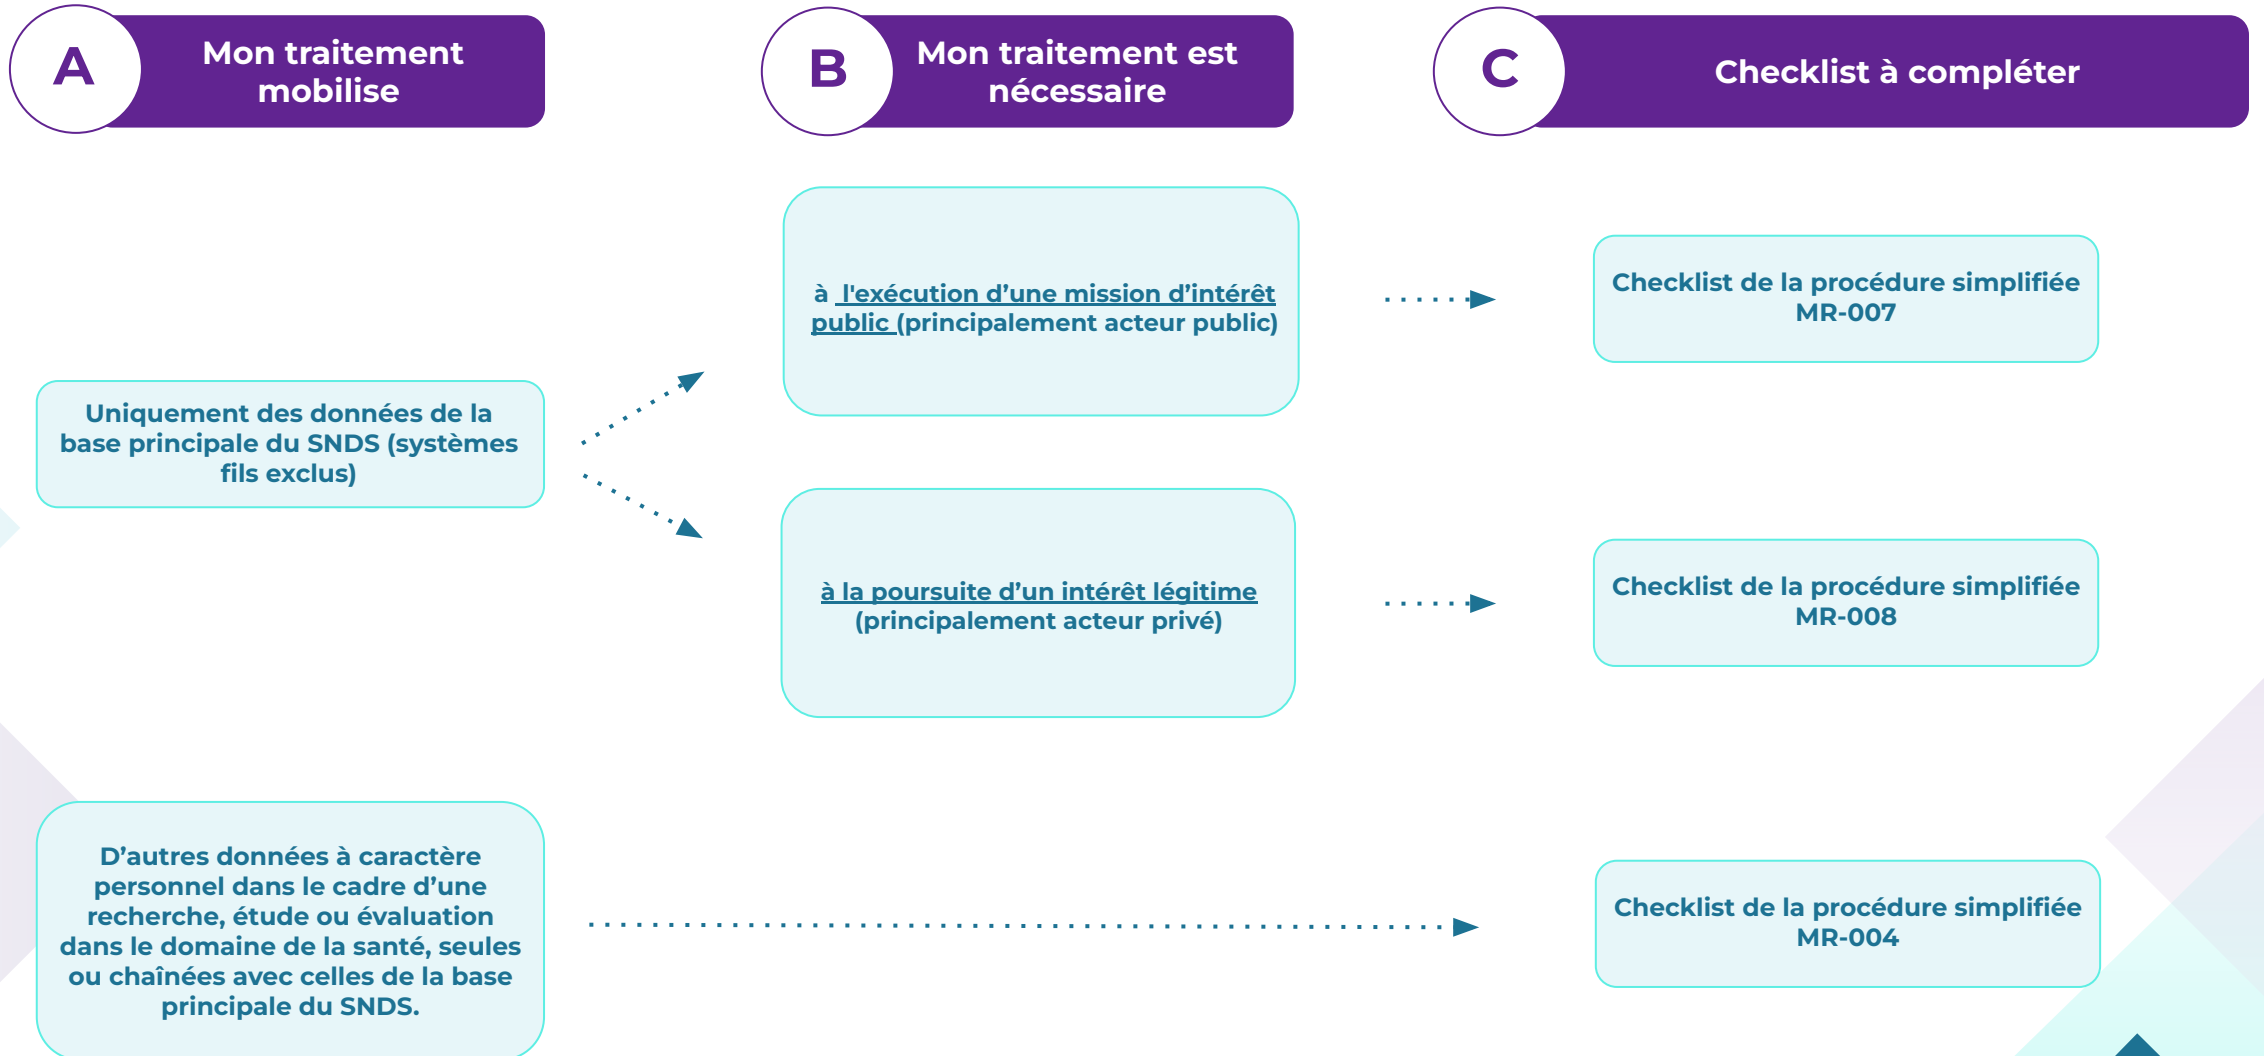 A
Mon traitement
mobilise
B
Mon traitement est
nécessaire
C
Checklist à compléter
Uniquement des données de la
base principale du SNDS (systèmes
fils exclus)
à l'exécution d’une mission d’intérêt
public (principalement acteur public)
Checklist de la procédure simplifiée
MR-007
à la poursuite d’un intérêt légitime
(principalement acteur privé)
Checklist de la procédure simplifiée
MR-008
D’autres données à caractère
personnel dans le cadre d’une
recherche, étude ou évaluation
dans le domaine de la santé, seules
ou chaînées avec celles de la base
principale du SNDS.
Checklist de la procédure simplifiée
MR-004